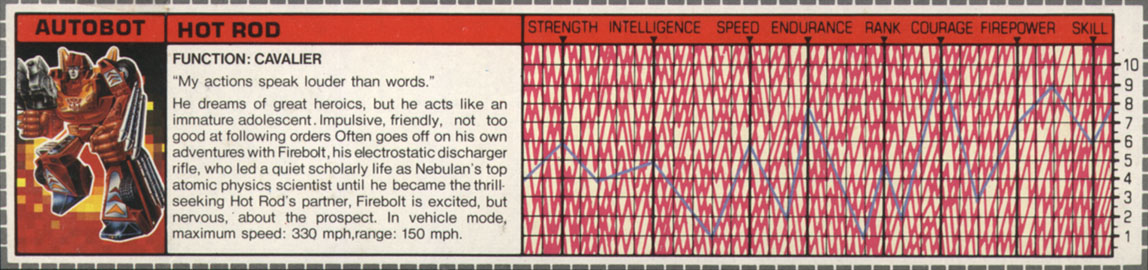 AUTOBOT
HOT ROD
FUNCTION: CAVALIER
“My actions speak louder than words.”
He dreams of great heroics, but he acts like an
immature adolescent. Impulsive, friendly, not too
good at following orders Often goes off on his own
adventures with Firebolt, his electrostatic discharger
rifle, who led a quiet scholarly life as Nebulan's top
atomic physics scientist until he became the thrill-
seeking Hot Rod's partner, Firebolt is excited, but
nervous, about the prospect. In vehicle mode,
maximum speed: 330 mph,range: 150 mph.
STRENGTH INTELLIGENCE SPEED ENDURANCE RANK COURAGE FIREPOWER SKILL
10
9
8
7
6
5
4
3
2
1